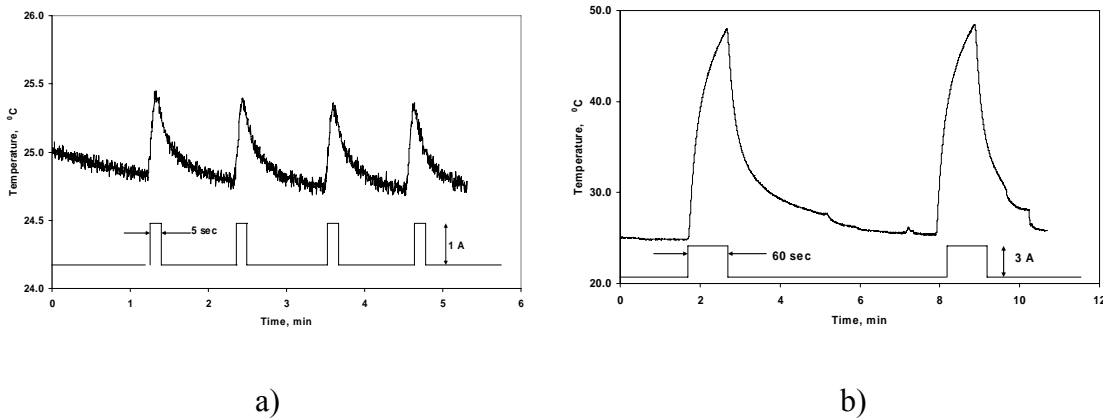 26.0
25.5
25.0
24.5
24.0
Temperature, ⁰C
5 sec
1 A
0 1 2 3 4 5 6
Time, min
a)
50.0
40.0
30.0
20.0
Temperature, ⁰C
60 sec
3 A
0 2 4 6 8 10 12
Time, min
b)